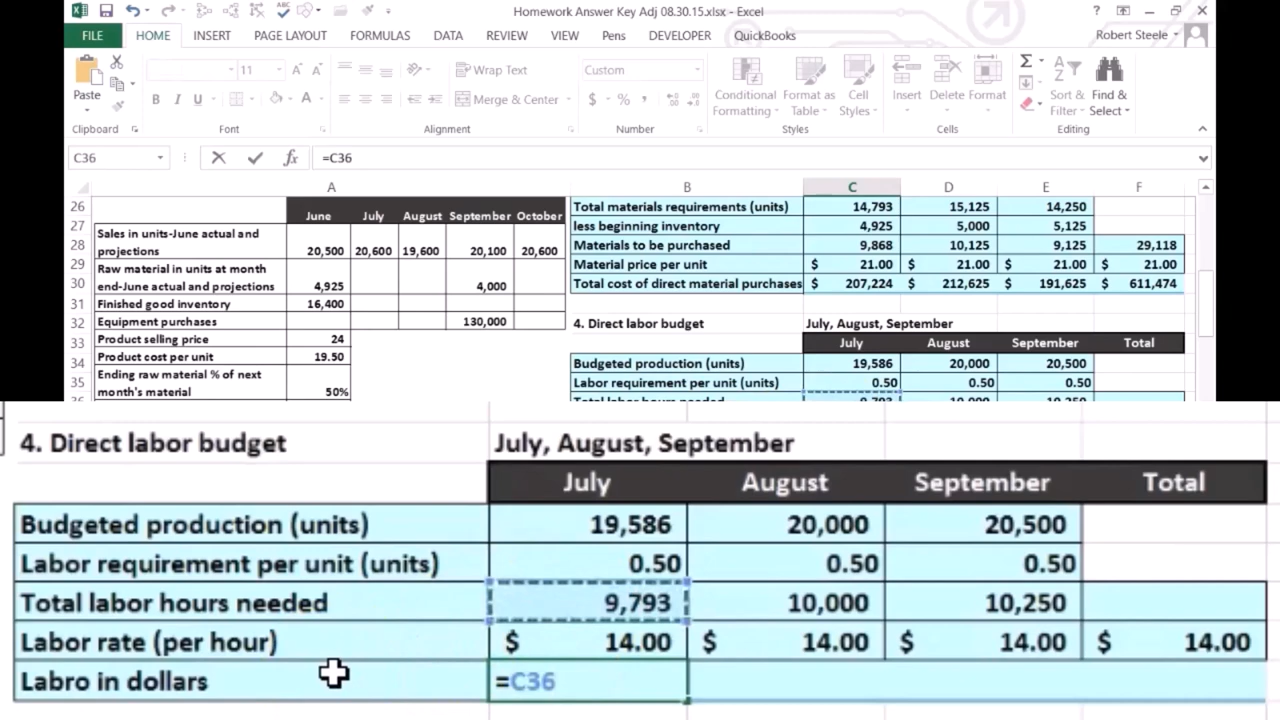 Homework Answer Key Adj 08.30.15.xlsx - Excel
FILE HOME INSERT PAGE LAYOUT FORMULAS DATA REVIEW VIEW Pens DEVELOPER QuickBooks Robert Steele
11 Wrap Text Custom
Paste B I U Merge & Center $ % Conditional Formatting Format as Table Cell Styles Insert Delete Format Sort & Filter Find & Select
Clipboard Font Alignment Number Styles Cells Editing
C36 fx =C36
A B C D E F
26 Total materials requirements (units) 14,793 15,125 14,250
June July August September October
27 less beginning inventory 4,925 5,000 5,125
Sales in units-June actual and
28 projections 20,500 20,600 19,600 20,100 20,600 Materials to be purchased 9,868 10,125 9,125 29,118
29 Raw material in units at month Material price per unit $ 21.00 $ 21.00 $ 21.00 $ 21.00
30 end-June actual and projections 4,925 4,000 Total cost of direct material purchases $ 207,224 $ 212,625 $ 191,625 $ 611,474
31 Finished good inventory 16,400
32 Equipment purchases 130,000 4. Direct labor budget July, August, September
33 Product selling price 24 July August September Total
34 Product cost per unit 19.50 Budgeted production (units) 19,586 20,000 20,500
35 Ending raw material % of next Labor requirement per unit (units) 0.50 0.50 0.50
month's material 50%
4. Direct labor budget July, August, September
July August September Total
Budgeted production (units) 19,586 20,000 20,500
Labor requirement per unit (units) 0.50 0.50 0.50
Total labor hours needed 9,793 10,000 10,250
Labor rate (per hour) $ 14.00 $ 14.00 $ 14.00 $ 14.00
Labro in dollars =C36